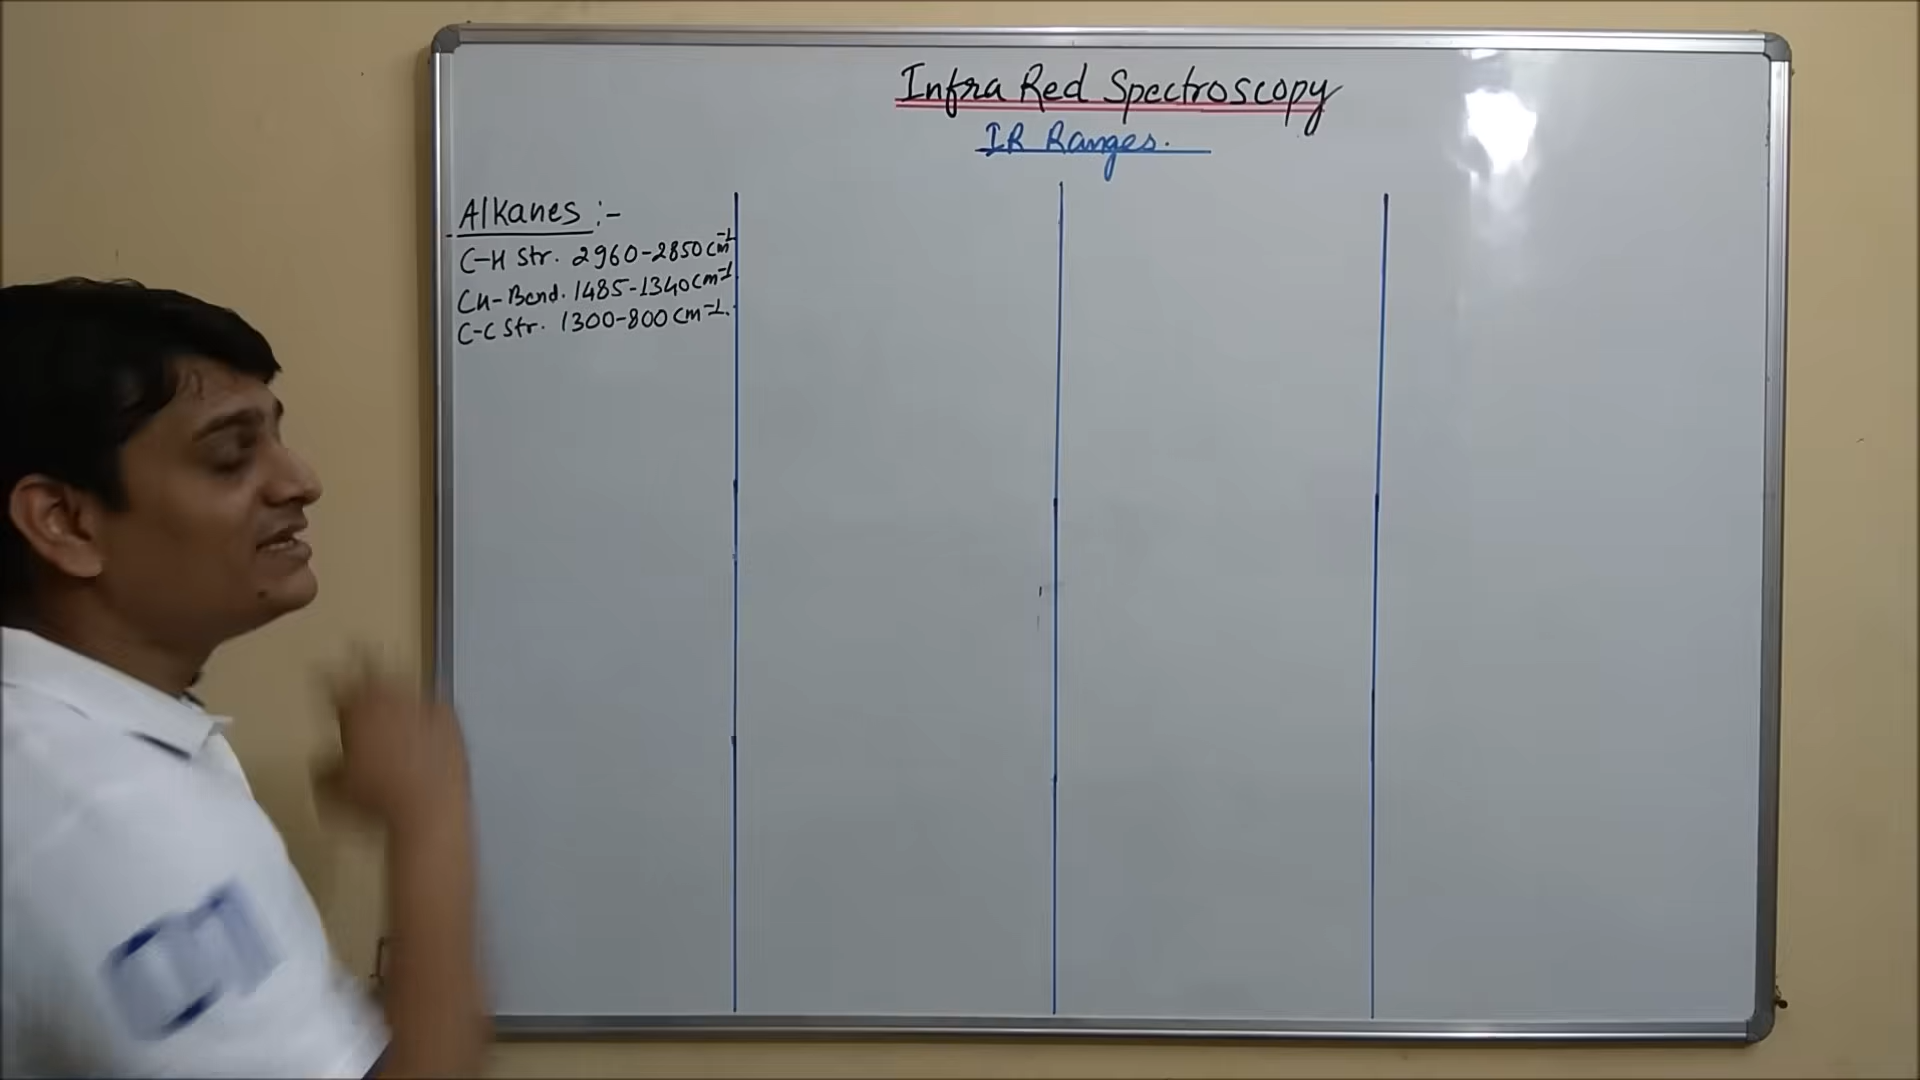 Infra Red Spectroscopy
IR Ranges.
Alkanes :-
C-H Str. 2960-2850 cm⁻¹
CH-Bend. 1485-1340 cm⁻¹
C-C Str. 1300-800 cm⁻¹.